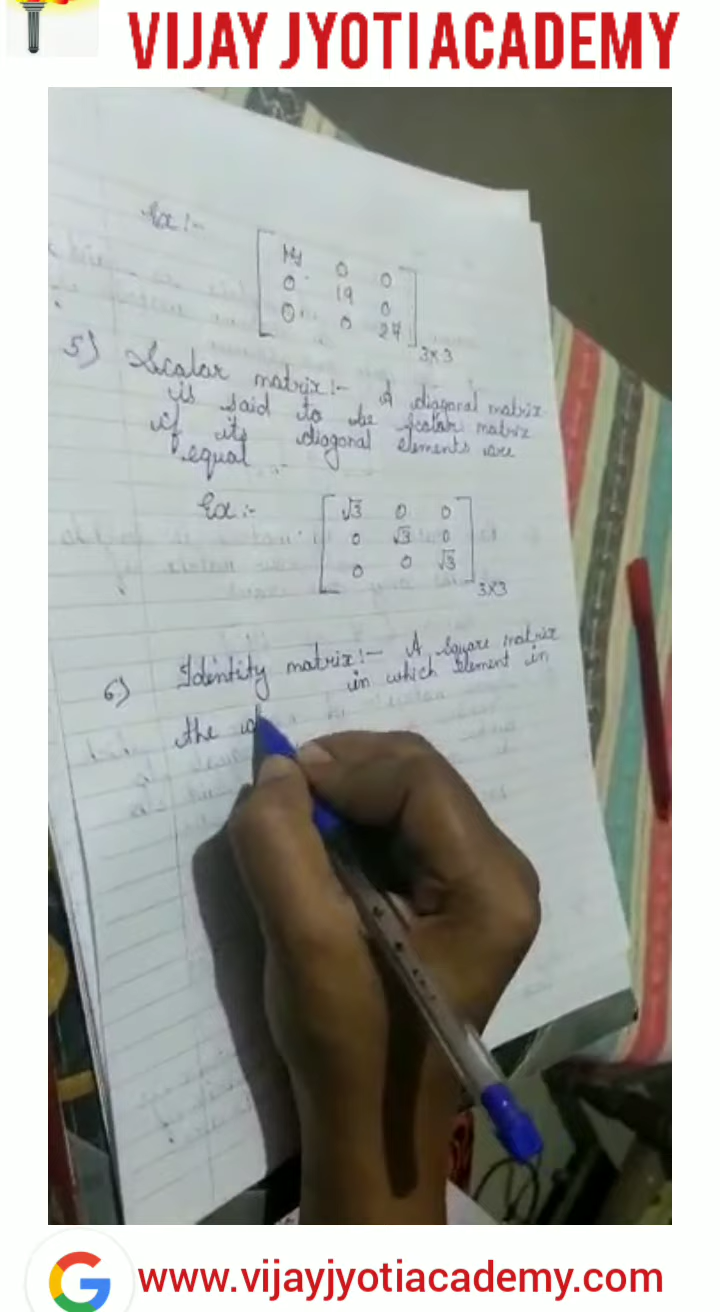 VIJAY JYOTI ACADEMY
Ex :-
0 0
0 19 0
0 0 24
3×3
5) Scalar matrix :- A diagonal matrix
is said to be scalar matrix
if its diagonal elements are
equal
Ex :-
√3 0 0
0 √3 0
0 0 √3
3×3
6) Identity matrix :- A square matrix
in which element in
the
G www.vijayjyotiacademy.com